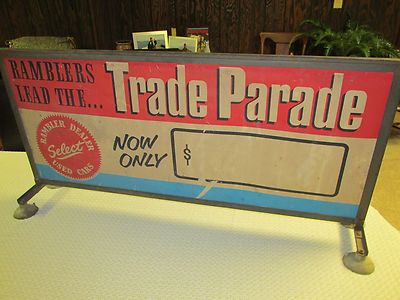 RAMBLERS
LEAD THE...
Trade Parade
RAMBLER DEALER
Select
USED CARS
NOW
ONLY
$